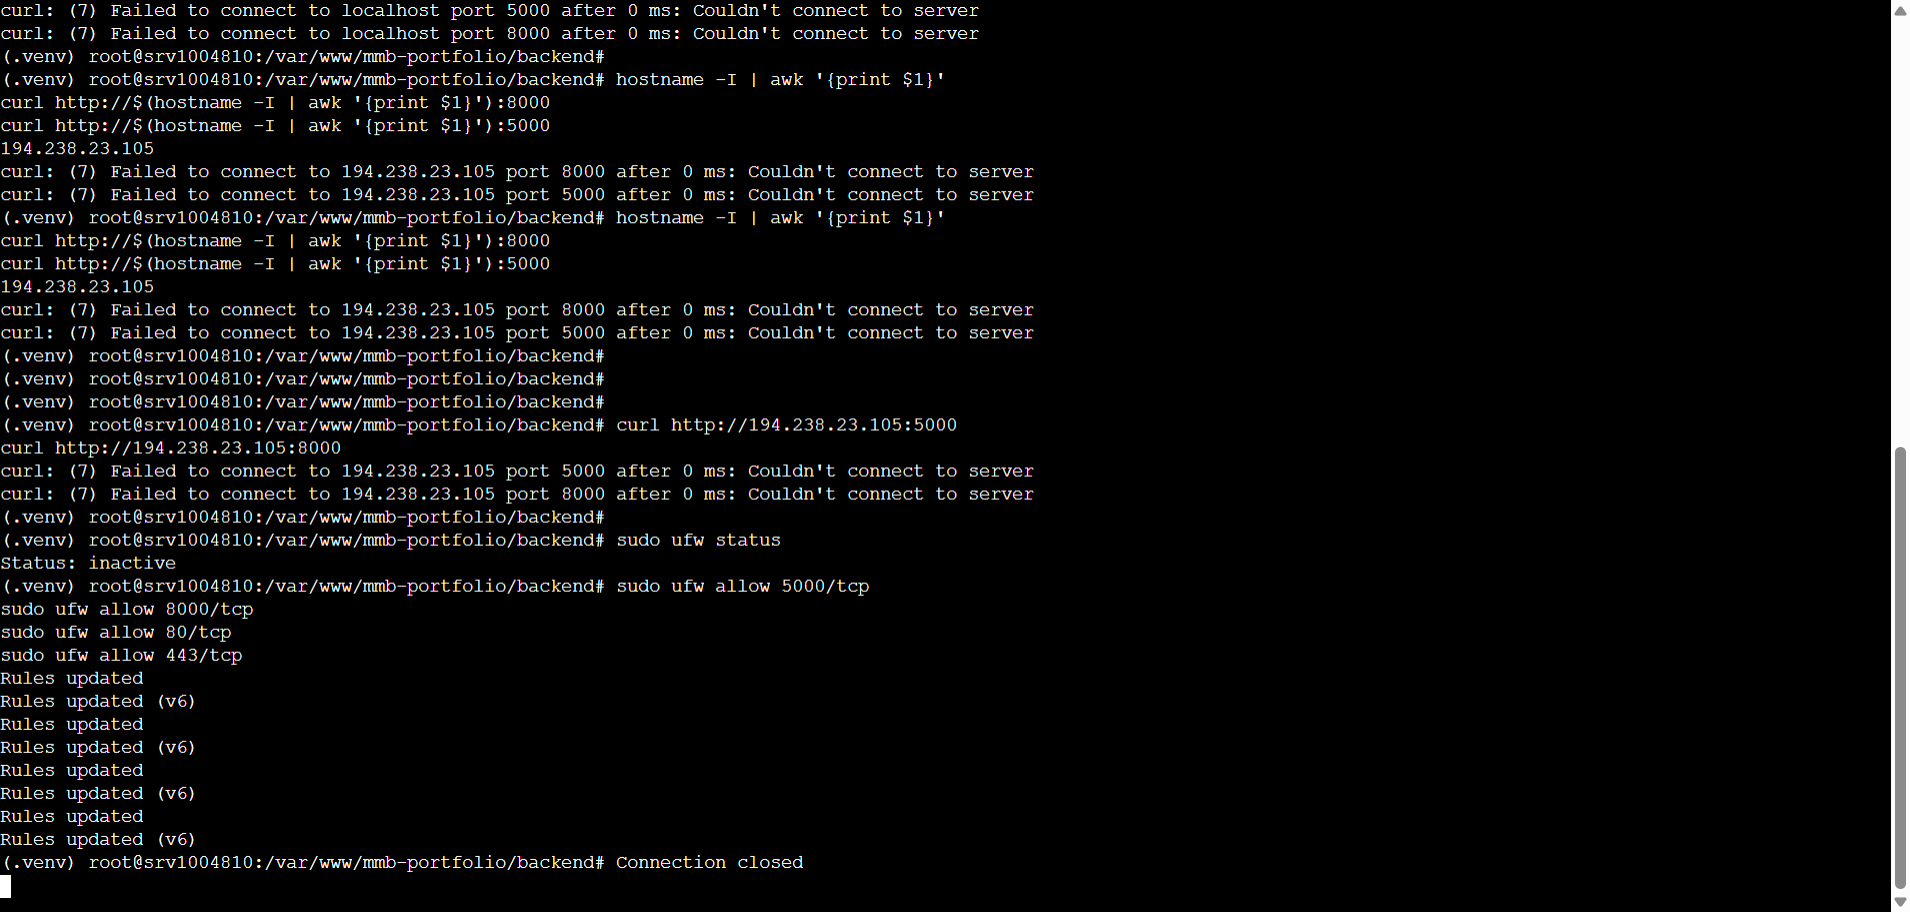 curl: (7) Failed to connect to localhost port 5000 after 0 ms: Couldn't connect to server
curl: (7) Failed to connect to localhost port 8000 after 0 ms: Couldn't connect to server
(.venv) root@srv1004810:/var/www/mmb-portfolio/backend#
(.venv) root@srv1004810:/var/www/mmb-portfolio/backend# hostname -I | awk '{print $1}'
curl http://$(hostname -I | awk '{print $1}'):8000
curl http://$(hostname -I | awk '{print $1}'):5000
194.238.23.105
curl: (7) Failed to connect to 194.238.23.105 port 8000 after 0 ms: Couldn't connect to server
curl: (7) Failed to connect to 194.238.23.105 port 5000 after 0 ms: Couldn't connect to server
(.venv) root@srv1004810:/var/www/mmb-portfolio/backend# hostname -I | awk '{print $1}'
curl http://$(hostname -I | awk '{print $1}'):8000
curl http://$(hostname -I | awk '{print $1}'):5000
194.238.23.105
curl: (7) Failed to connect to 194.238.23.105 port 8000 after 0 ms: Couldn't connect to server
curl: (7) Failed to connect to 194.238.23.105 port 5000 after 0 ms: Couldn't connect to server
(.venv) root@srv1004810:/var/www/mmb-portfolio/backend#
(.venv) root@srv1004810:/var/www/mmb-portfolio/backend#
(.venv) root@srv1004810:/var/www/mmb-portfolio/backend#
(.venv) root@srv1004810:/var/www/mmb-portfolio/backend# curl http://194.238.23.105:5000
curl http://194.238.23.105:8000
curl: (7) Failed to connect to 194.238.23.105 port 5000 after 0 ms: Couldn't connect to server
curl: (7) Failed to connect to 194.238.23.105 port 8000 after 0 ms: Couldn't connect to server
(.venv) root@srv1004810:/var/www/mmb-portfolio/backend#
(.venv) root@srv1004810:/var/www/mmb-portfolio/backend# sudo ufw status
Status: inactive
(.venv) root@srv1004810:/var/www/mmb-portfolio/backend# sudo ufw allow 5000/tcp
sudo ufw allow 8000/tcp
sudo ufw allow 80/tcp
sudo ufw allow 443/tcp
Rules updated
Rules updated (v6)
Rules updated
Rules updated (v6)
Rules updated
Rules updated (v6)
Rules updated
Rules updated (v6)
(.venv) root@srv1004810:/var/www/mmb-portfolio/backend# Connection closed